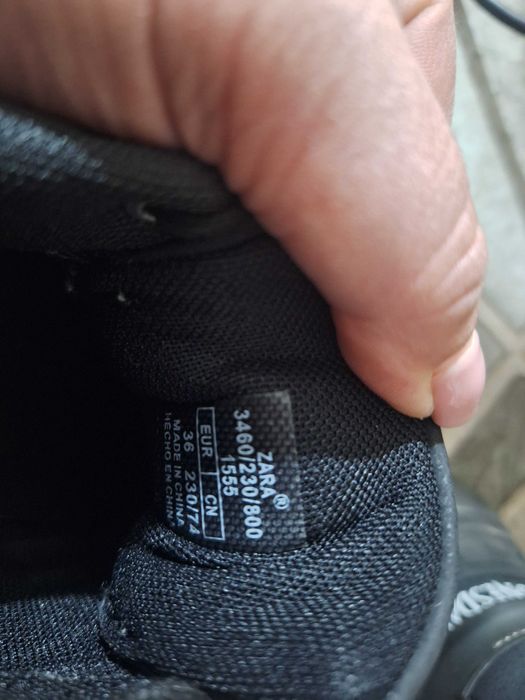 ZARA®
3460/230/800
1555
EUR CN
36 230/74
MADE IN CHINA
HECHO EN CHINA